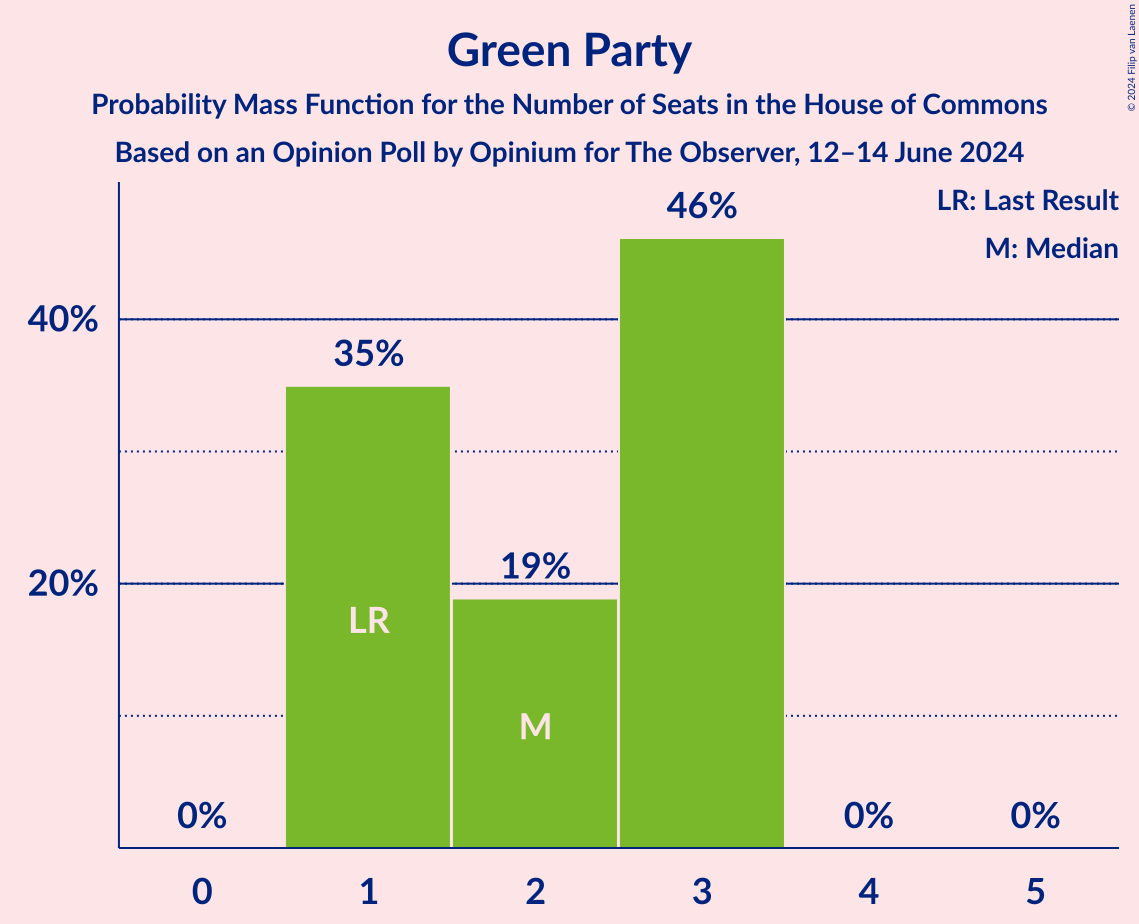 © 2024 Filip van Laenen
Green Party
Probability Mass Function for the Number of Seats in the House of Commons
Based on an Opinion Poll by Opinium for The Observer, 12–14 June 2024
LR: Last Result
M: Median
46%
40%
35%
20%
19%
LR
M
0%
0%
0%
0 1 2 3 4 5